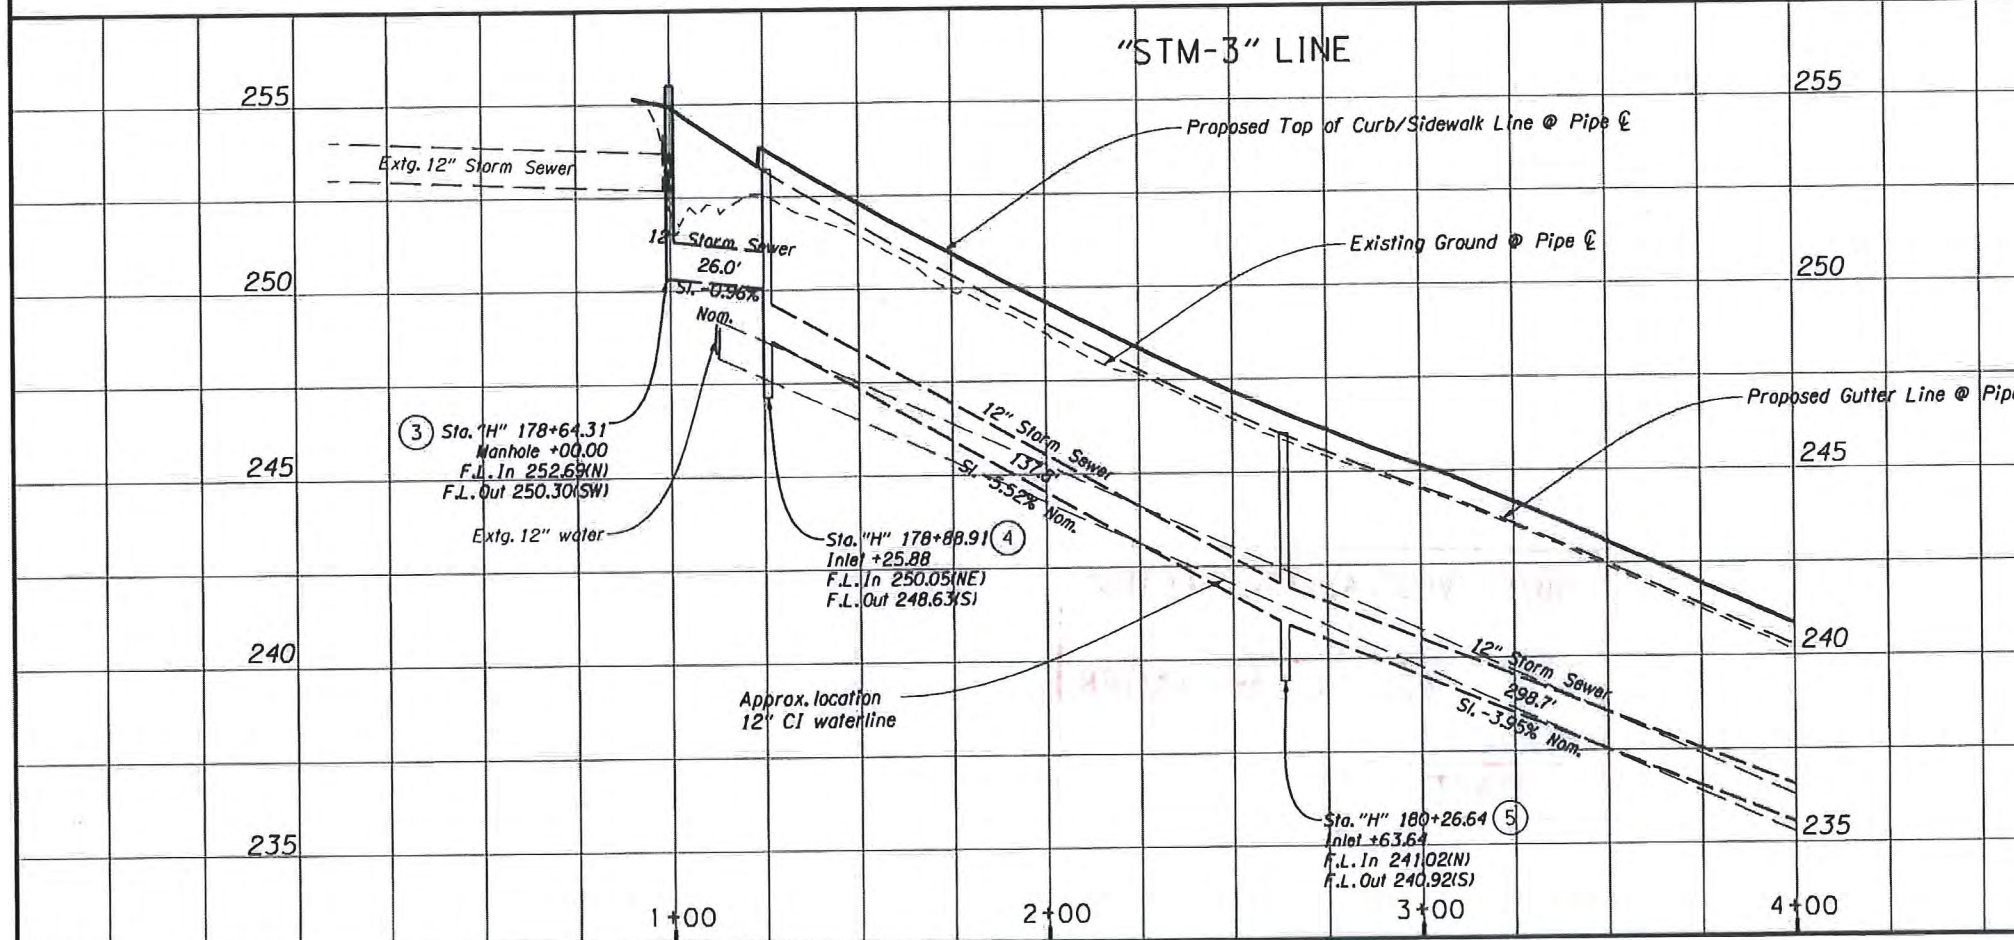 "STM-3" LINE
255
255
Proposed Top of Curb/Sidewalk Line @ Pipe ℄
Extg. 12" Storm Sewer
Existing Ground @ Pipe ℄
12" Storm Sewer
26.0'
Sl. -0.96%
Nom.
250
250
Proposed Gutter Line @ Pipe
12" Storm Sewer
137.8'
Sl. -5.52% Nom.
3 Sta. "H" 178+64.31
Manhole +00.00
F.L. In 252.69(N)
F.L. Out 250.30(SW)
245
245
Extg. 12" water
Sta. "H" 178+88.91 4
Inlet +25.88
F.L. In 250.05(NE)
F.L. Out 248.63(S)
240
240
12" Storm Sewer
298.7'
Sl. -3.95% Nom.
Approx. location
12" CI waterline
Sta. "H" 180+26.64 5
Inlet +63.64
F.L. In 241.02(N)
F.L. Out 240.92(S)
235
235
1+00
2+00
3+00
4+00